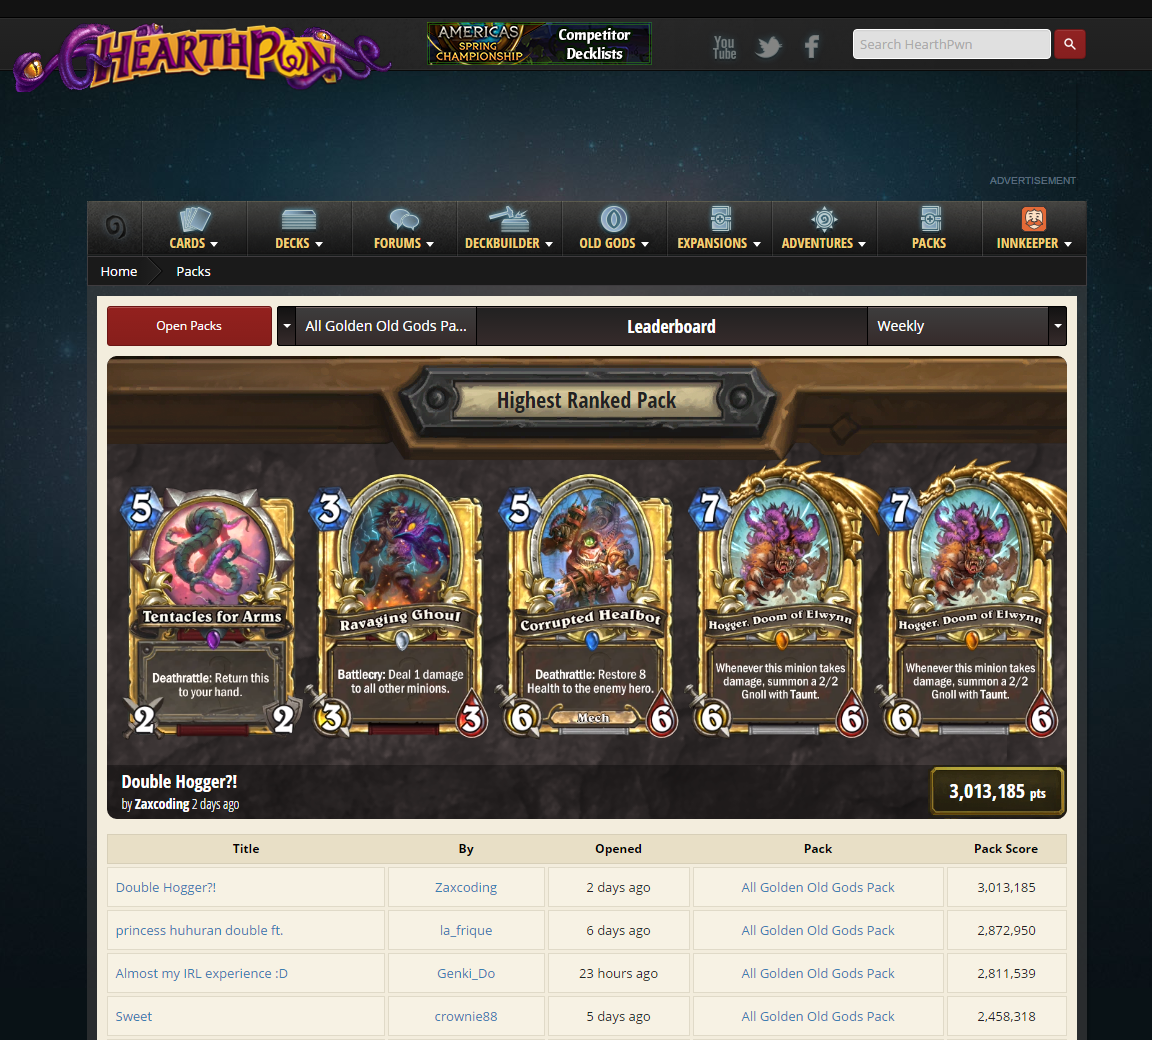 HEARTHPWN
AMERICAS
SPRING
CHAMPIONSHIP
Competitor
Decklists
You
Tube
Search HearthPwn
ADVERTISEMENT
CARDS
DECKS
FORUMS
DECKBUILDER
OLD GODS
EXPANSIONS
ADVENTURES
PACKS
INNKEEPER
Home
Packs
Open Packs
All Golden Old Gods Pa...
Leaderboard
Weekly
Highest Ranked Pack
5
Tentacles for Arms
Deathrattle: Return this
to your hand.
2 2
3
Ravaging Ghoul
Battlecry: Deal 1 damage
to all other minions.
3 3
5
Corrupted Healbot
Deathrattle: Restore 8
Health to the enemy hero.
6 Mech 6
7
Hogger, Doom of Elwynn
Whenever this minion takes
damage, summon a 2/2
Gnoll with Taunt.
6 6
7
Hogger, Doom of Elwynn
Whenever this minion takes
damage, summon a 2/2
Gnoll with Taunt.
6 6
Double Hogger?!
by Zaxcoding 2 days ago
3,013,185 pts
Title By Opened Pack Pack Score
Double Hogger?! Zaxcoding 2 days ago All Golden Old Gods Pack 3,013,185
princess huhuran double ft. la_frique 6 days ago All Golden Old Gods Pack 2,872,950
Almost my IRL experience :D Genki_Do 23 hours ago All Golden Old Gods Pack 2,811,539
Sweet crownie88 5 days ago All Golden Old Gods Pack 2,458,318